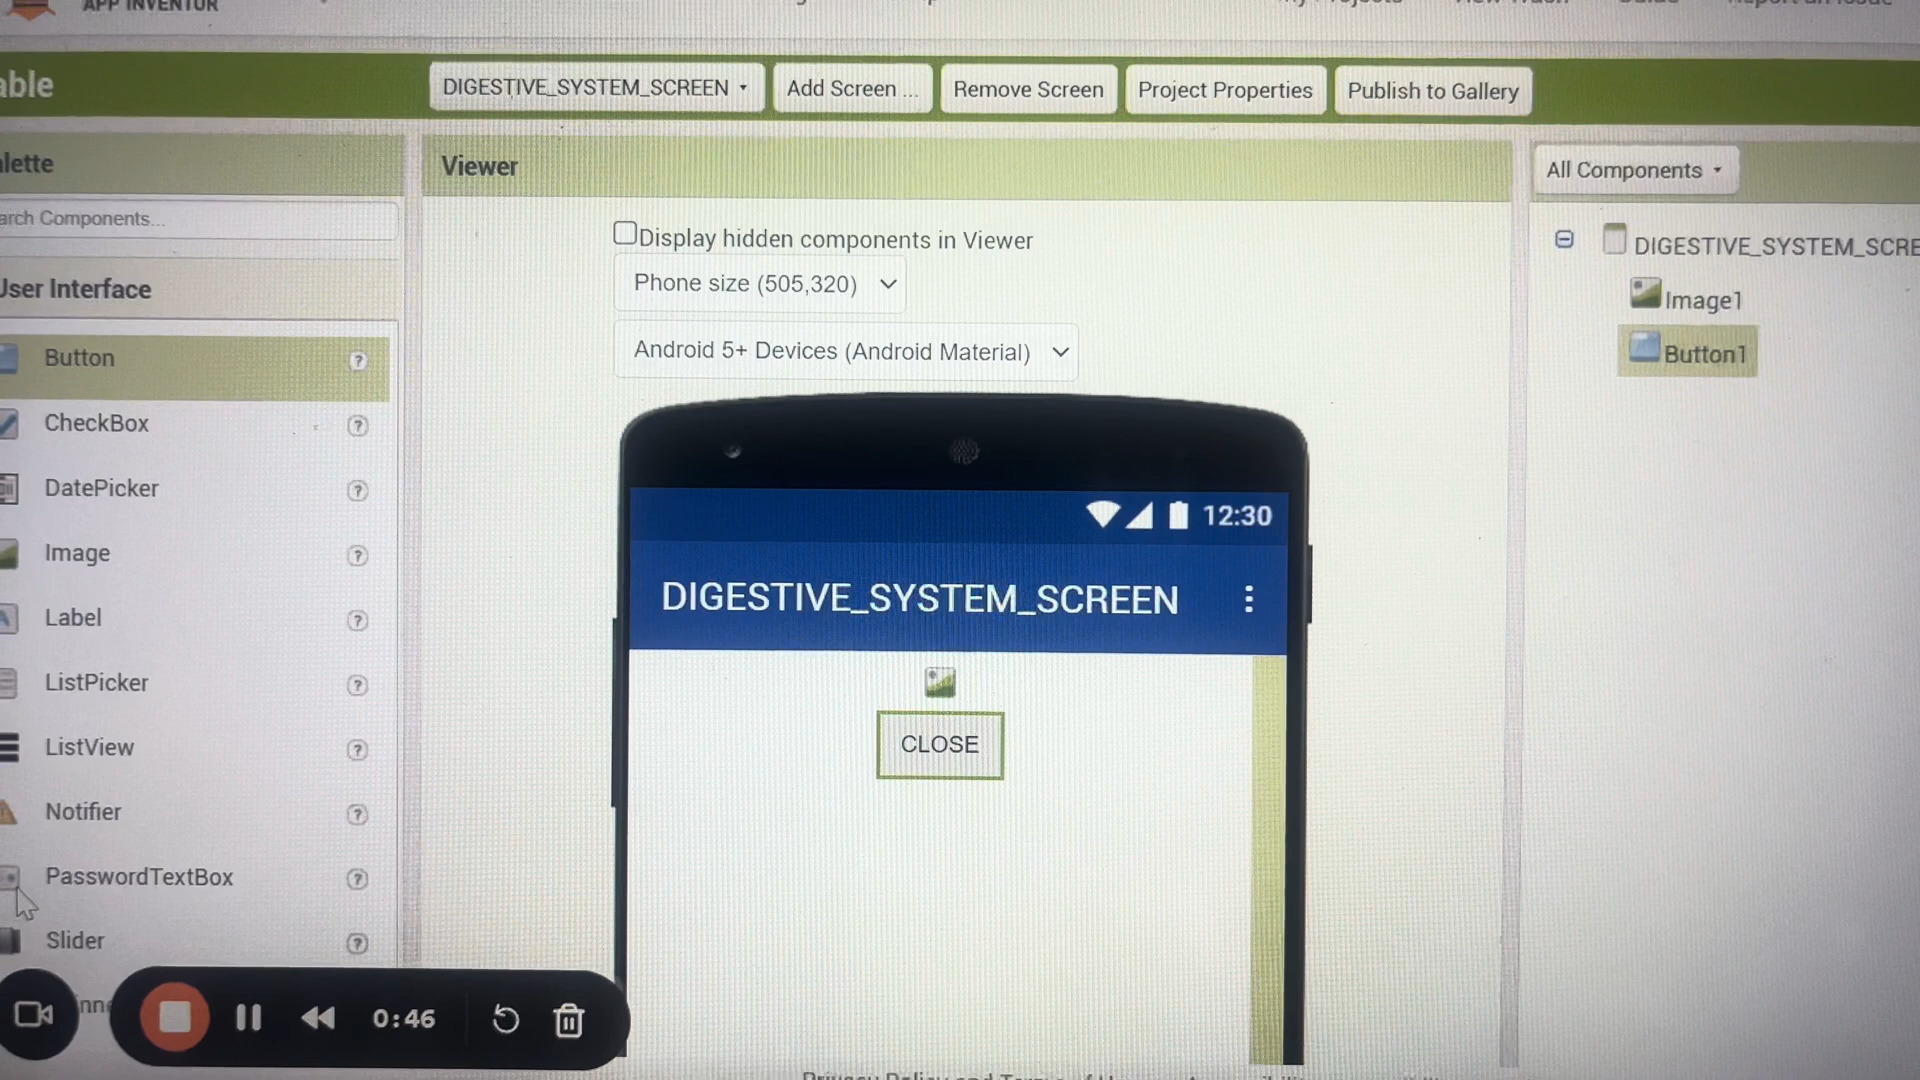 APP INVENTOR
able
DIGESTIVE_SYSTEM_SCREEN
Add Screen ...
Remove Screen
Project Properties
Publish to Gallery
alette
Viewer
All Components
arch Components...
Display hidden components in Viewer
DIGESTIVE_SYSTEM_SCRE
User Interface
Phone size (505,320)
Image1
Button
Android 5+ Devices (Android Material)
Button1
CheckBox
DatePicker
12:30
Image
DIGESTIVE_SYSTEM_SCREEN
Label
ListPicker
CLOSE
ListView
Notifier
PasswordTextBox
Slider
0:46